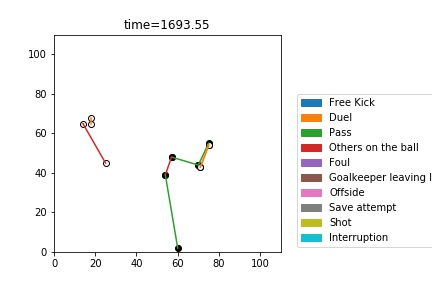 time=1693.55
100
80
60
40
20
0
0 20 40 60 80 100
Free Kick
Duel
Pass
Others on the ball
Foul
Goalkeeper leaving l
Offside
Save attempt
Shot
Interruption